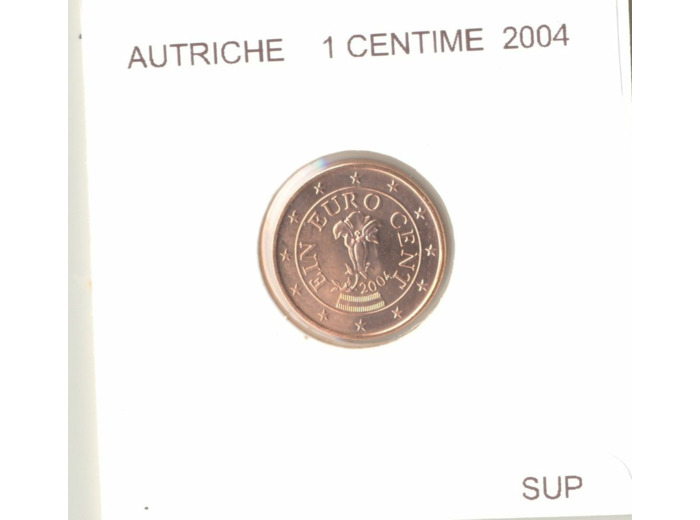 AUTRICHE 1 CENTIME 2004
EIN EURO CENT
2004
SUP